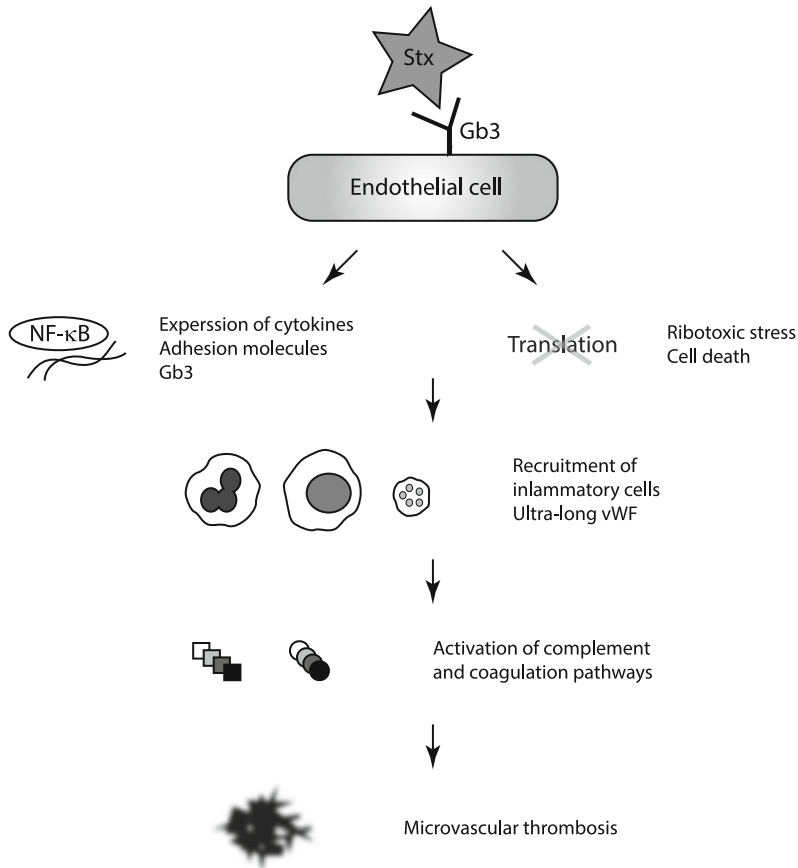 Stx
Gb3
Endothelial cell
NF-κB
Experssion of cytokines
Adhesion molecules
Gb3
Translation
Ribotoxic stress
Cell death
Recruitment of
inlammatory cells
Ultra-long vWF
Activation of complement
and coagulation pathways
Microvascular thrombosis